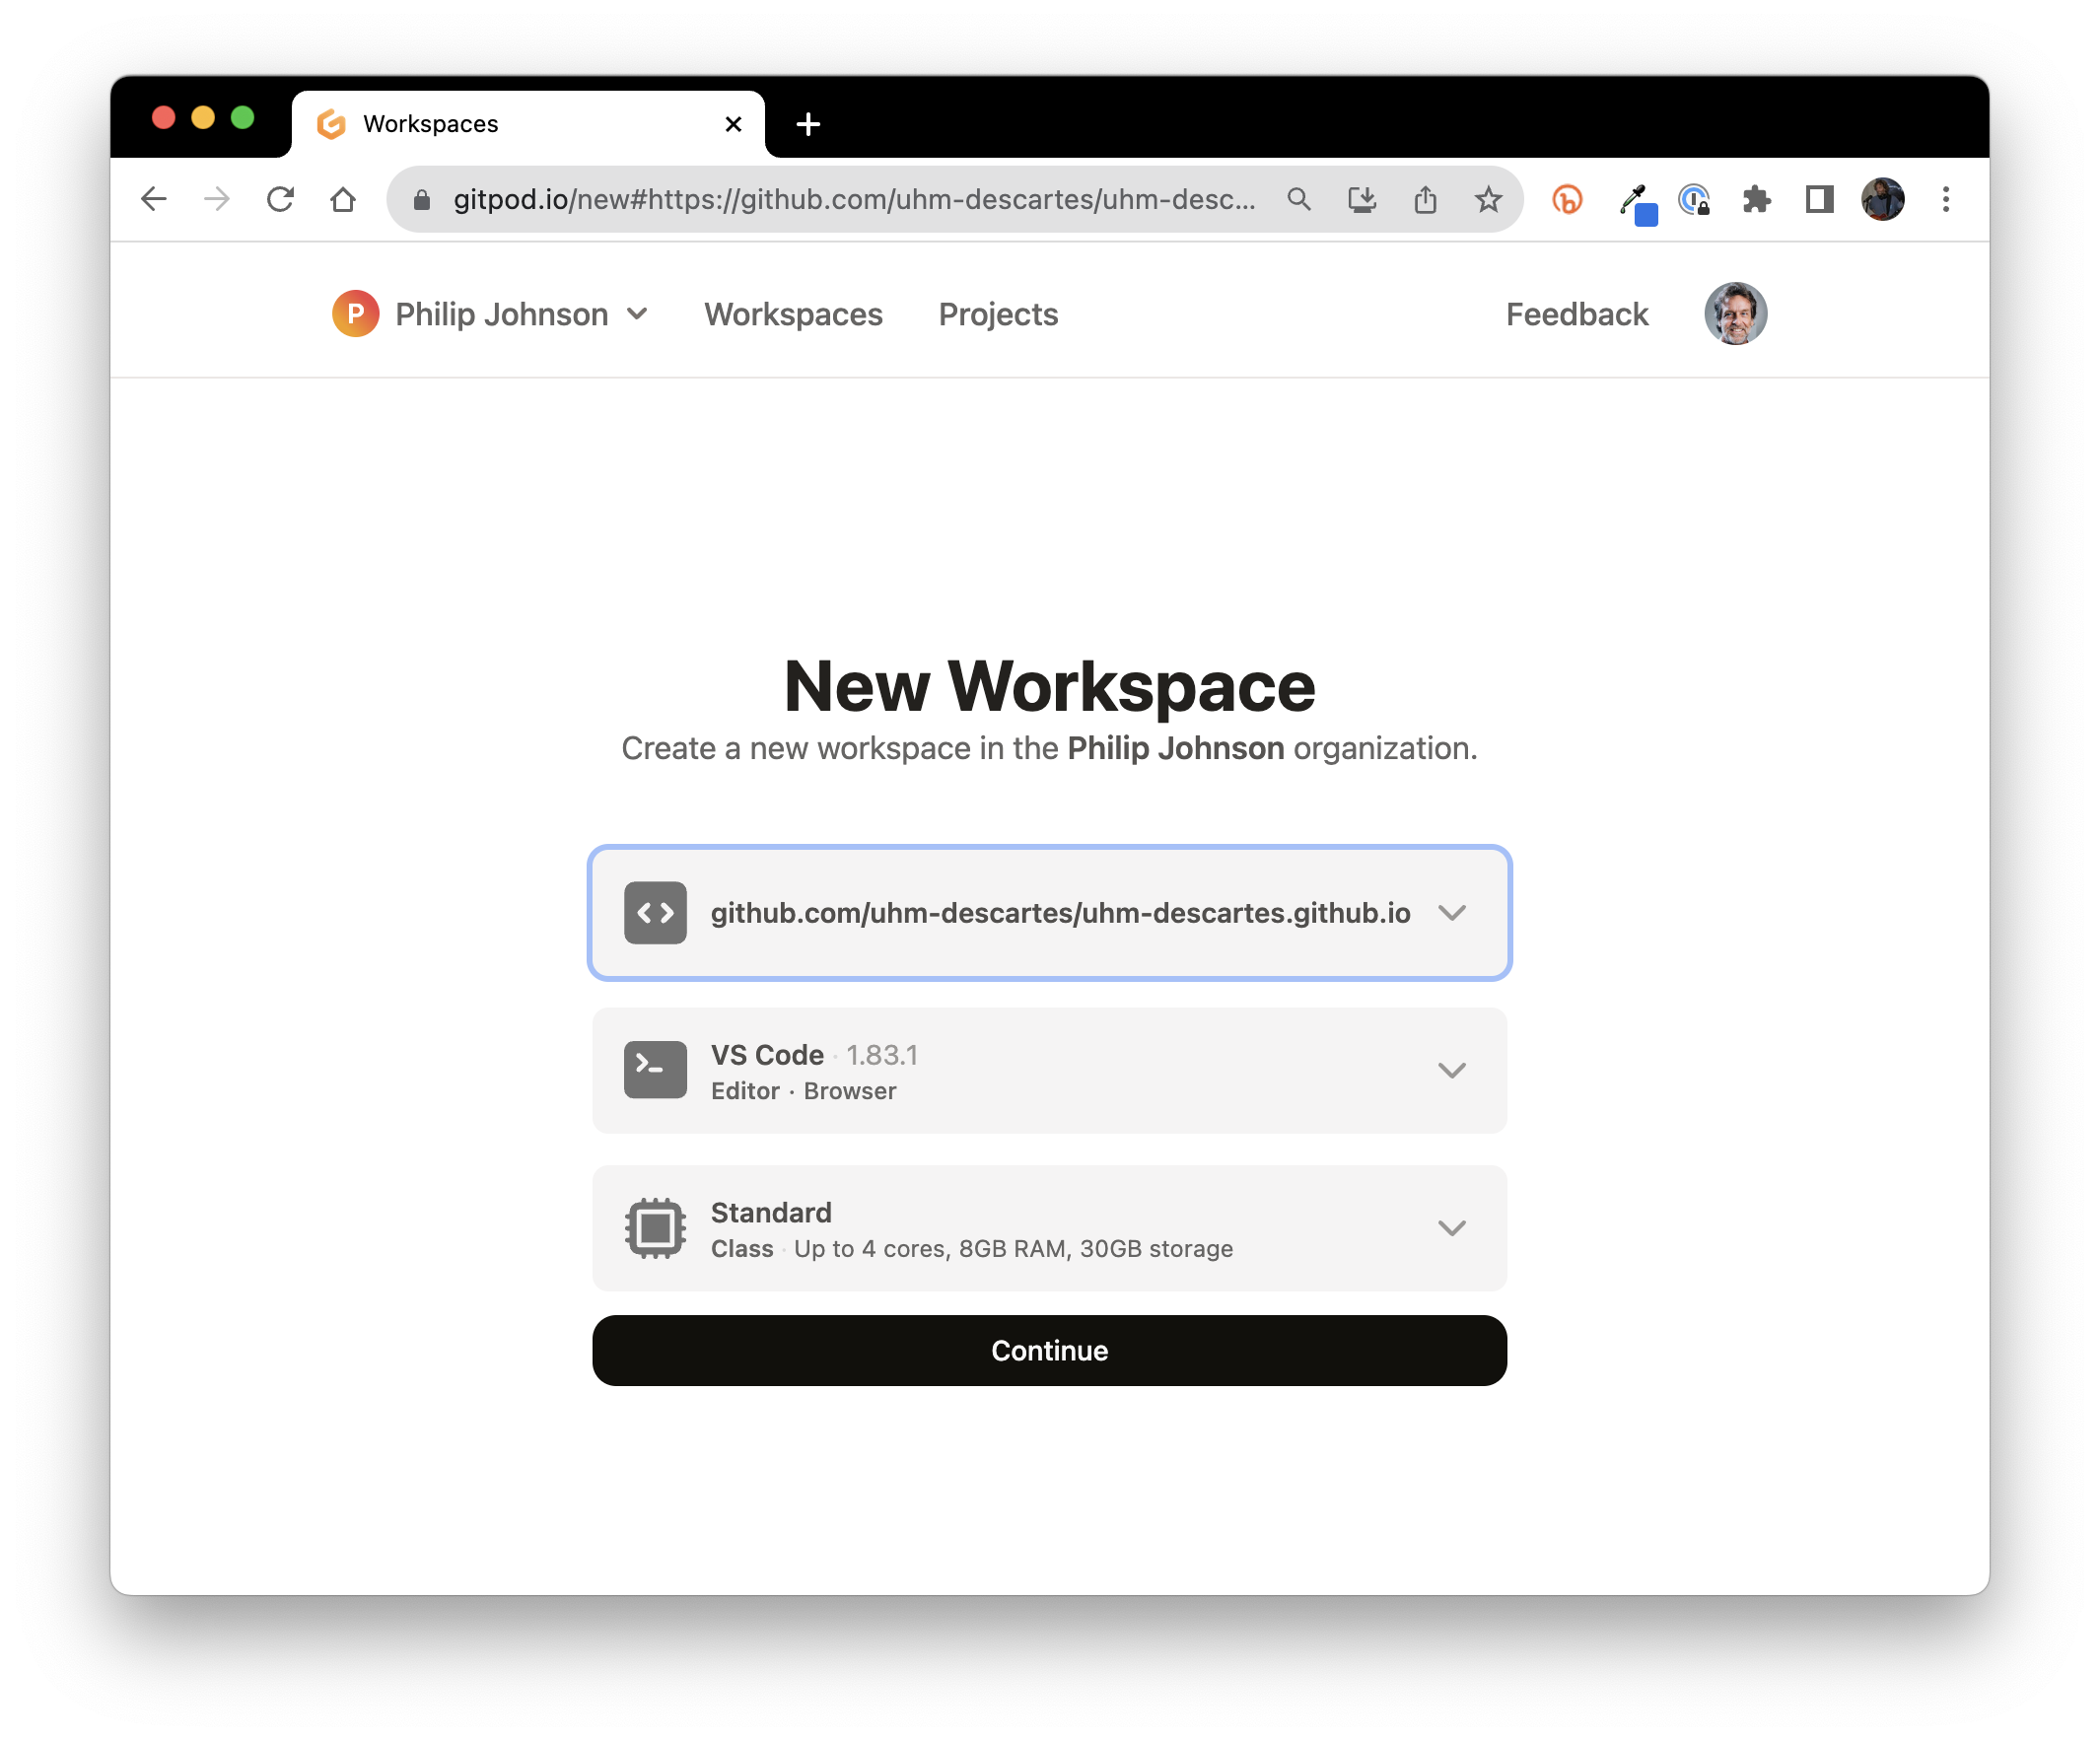 Workspaces
gitpod.io/new#https://github.com/uhm-descartes/uhm-desc...
P Philip Johnson Workspaces Projects Feedback
New Workspace
Create a new workspace in the Philip Johnson organization.
github.com/uhm-descartes/uhm-descartes.github.io
VS Code · 1.83.1
Editor · Browser
Standard
Class · Up to 4 cores, 8GB RAM, 30GB storage
Continue